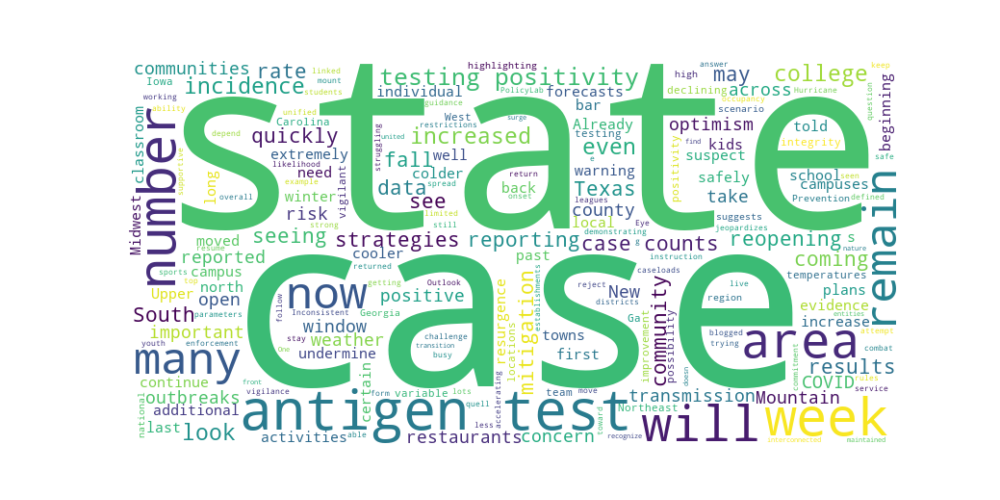 state
case
antigen test
will
week
area
number
remain
many
now
testing positivity
college
communities
rate
incidence
individual
forecasts
highlighting
high
may
declining
answer
Hurricane
keep
question
occupancy
scenario
across
linked
mount
students
Iowa
working
ability
PolicyLab
guidance
bar
West
surge
restrictions
unified
Carolina
quickly
increased
Already
testing
even
optimism
kids
told
integrity
beginning
safe
seen
classroom
depend
likelihood
extremely
need
supportive
struggling
fall
well
colder
united
find
warning
suspect
positivity
school
campuses
Prevention
defined
long
overall
winter
risk
example
strong
vigilant
data
spread
see
return
back
unset
limited
still
leagues
Texas
county
local
safely
take
suggests
jeopardizes
Midwest
moved
resume
seeing
strategies
reporting
past
demonstrating
case counts
Eye
reopening
s
nature
coming
reported
north
campus
sports
top
cooler
returned
getting
Outlook
Inconsistent
follow
stay
Georgia
positive
Upper
parameters
open
window
weather
New
Ga
reject
districts
caseloads
instruction
region
live
temperatures
plans
evidence
entities
South
youth
enforcement
important
undermine
challenge
transition
busy
mitigation
establishments
locations
resurgence
towns
first
community
possibility
improvement
blogged
trying
doesn
increase
combat
attempt
results
rules
service
commitment
COVID
Mountain
transmission
Northeast
toward
recognize
team
move
quell
less
accelerating
form
variable
lots
certain
able
One
front
vigilance
continue
outbreaks
additional
national
last
look
activities
restaurants
concern
interconnected
maintained